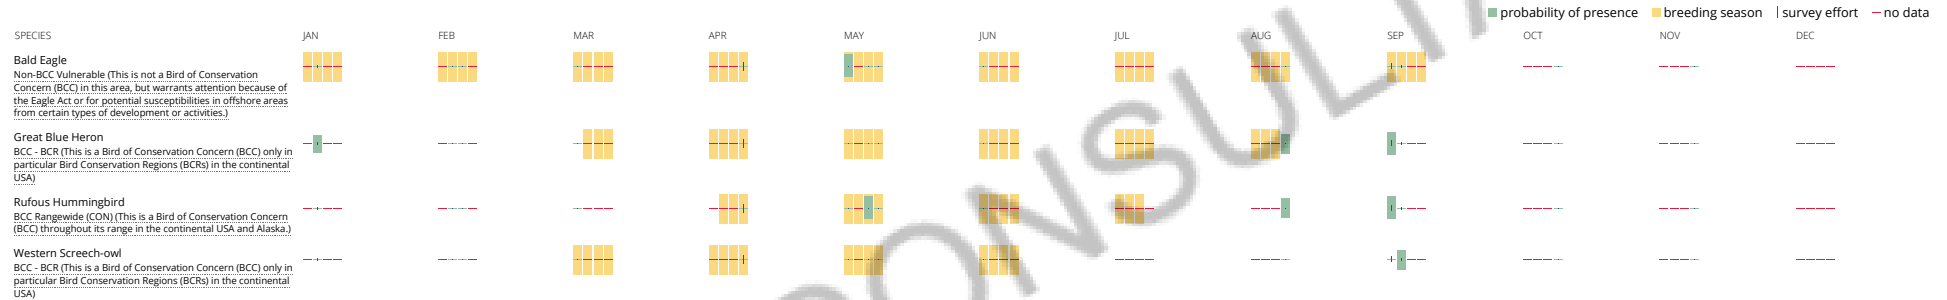 probability of presence breeding season survey effort no data
SPECIES JAN FEB MAR APR MAY JUN JUL AUG SEP OCT NOV DEC
Bald Eagle
Non-BCC Vulnerable (This is not a Bird of Conservation
Concern (BCC) in this area, but warrants attention because of
the Eagle Act or for potential susceptibilities in offshore areas
from certain types of development or activities.)
Great Blue Heron
BCC - BCR (This is a Bird of Conservation Concern (BCC) only in
particular Bird Conservation Regions (BCRs) in the continental
USA)
Rufous Hummingbird
BCC Rangewide (CON) (This is a Bird of Conservation Concern
(BCC) throughout its range in the continental USA and Alaska.)
Western Screech-owl
BCC - BCR (This is a Bird of Conservation Concern (BCC) only in
particular Bird Conservation Regions (BCRs) in the continental
USA)